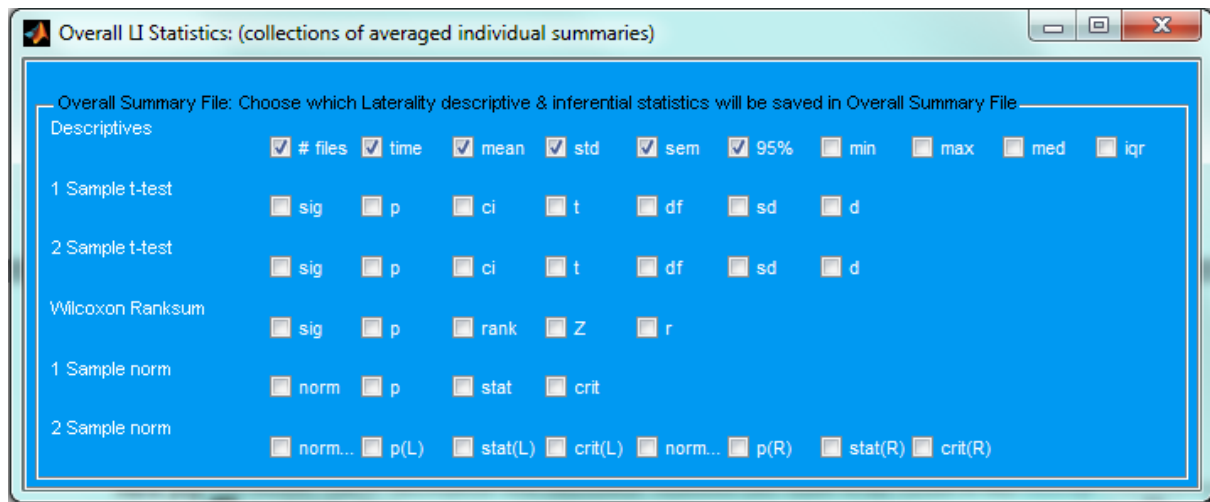 Overall LI Statistics: (collections of averaged individual summaries)
Overall Summary File: Choose which Laterality descriptive & inferential statistics will be saved in Overall Summary File
Descriptives
# files time mean std sem 95% min max med iqr
1 Sample t-test
sig p ci t df sd d
2 Sample t-test
sig p ci t df sd d
Wilcoxon Ranksum
sig p rank Z r
1 Sample norm
norm p stat crit
2 Sample norm
norm... p(L) stat(L) crit(L) norm... p(R) stat(R) crit(R)